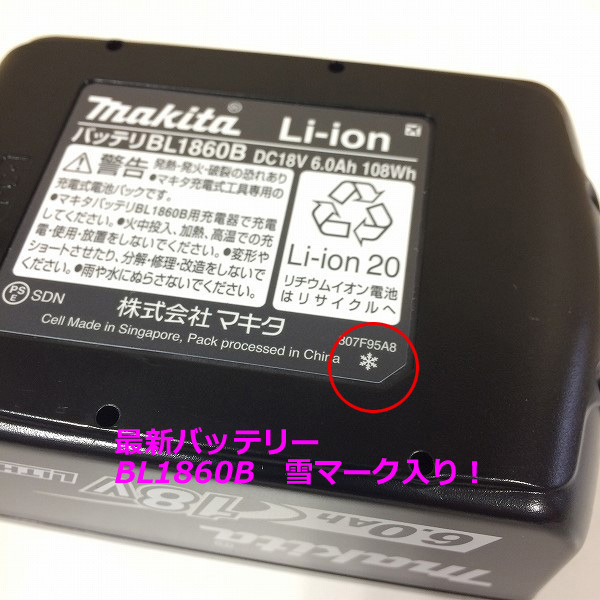 makita® Li-ion
バッテリBL1860B DC18V 6.0Ah 108Wh
警告 発熱・発火・破裂の恐れあり
●マキタ充電式工具専用の
充電式電池パックです。
●マキタバッテリBL1860B用充電器で充電
してください。●火中投入、加熱、高温での充
電・使用・放置をしないでください。●変形や
ショートさせたり、分解・修理・改造をしないで
ください。●雨や水にぬらさないでください。
Li-ion 20
リチウムイオン電池
はリサイクルへ
PSE SDN
株式会社 マキタ
Cell Made in Singapore, Pack processed in China
807F95A8
最新バッテリー
BL1860B 雪マーク入り！
LITHI
6.0Ah 18V
makita